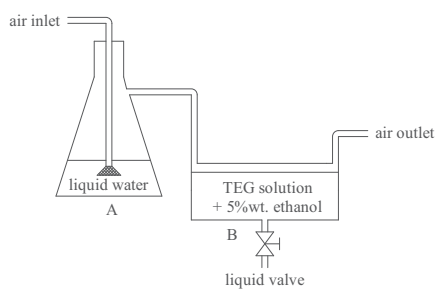 air inlet
air outlet
liquid water
TEG solution
+ 5%wt. ethanol
A
B
liquid valve